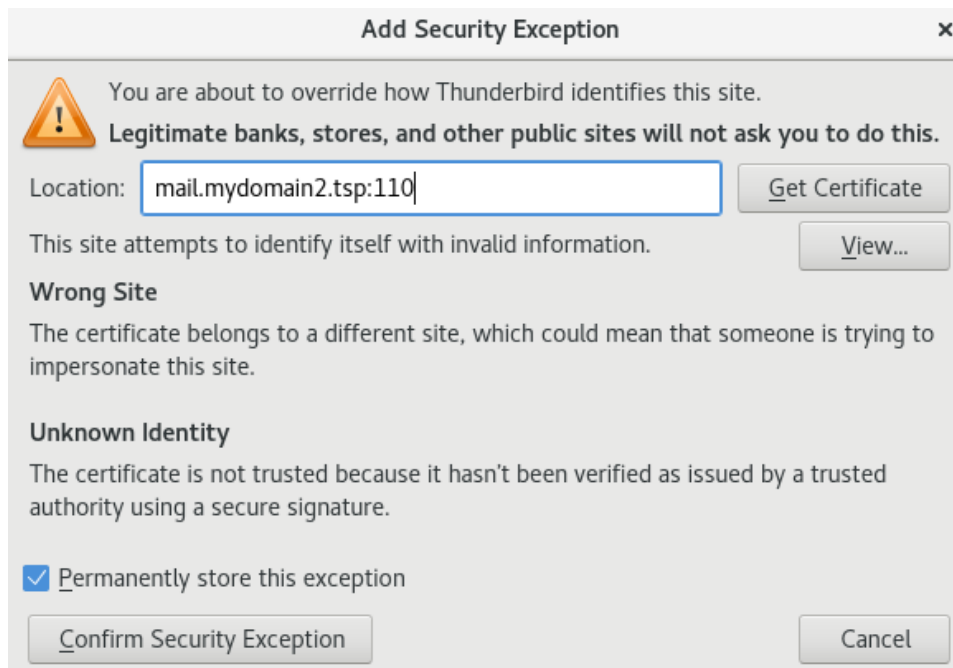 Add Security Exception ×
You are about to override how Thunderbird identifies this site.
Legitimate banks, stores, and other public sites will not ask you to do this.
Location: mail.mydomain2.tsp:110 Get Certificate
This site attempts to identify itself with invalid information. View...
Wrong Site
The certificate belongs to a different site, which could mean that someone is trying to
impersonate this site.
Unknown Identity
The certificate is not trusted because it hasn't been verified as issued by a trusted
authority using a secure signature.
Permanently store this exception
Confirm Security Exception Cancel